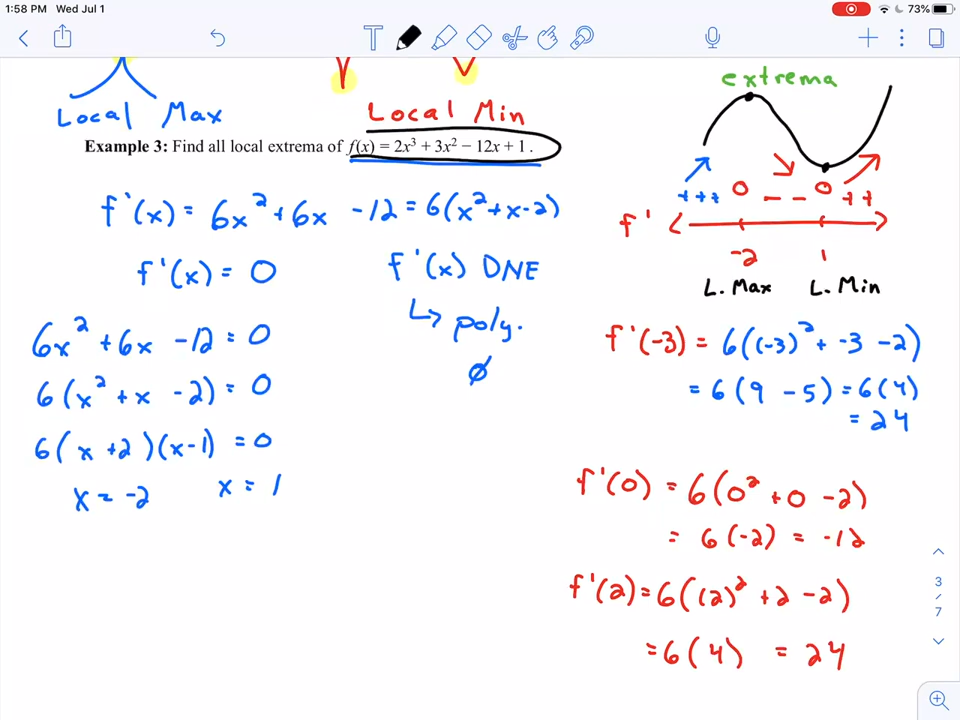 1:58 PM Wed Jul 1
73%
T
Local Max
Local Min
Example 3: Find all local extrema of f(x) = 2x³ + 3x² − 12x + 1 .
f'(x) = 6x² + 6x - 12 = 6(x² + x - 2)
f'(x) = 0
6x² + 6x - 12 = 0
6(x² + x - 2) = 0
6(x + 2)(x - 1) = 0
x = -2 x = 1
f'(x) DNE
↳ poly.
∅
extrema
+++ 0 -- 0 ++
f'
-2 1
L. Max L. Min
f'(-3) = 6((-3)² + -3 - 2)
= 6(9 - 5) = 6(4)
= 24
f'(0) = 6(0² + 0 - 2)
= 6(-2) = -12
f'(2) = 6((2)² + 2 - 2)
= 6(4) = 24
3
/
7